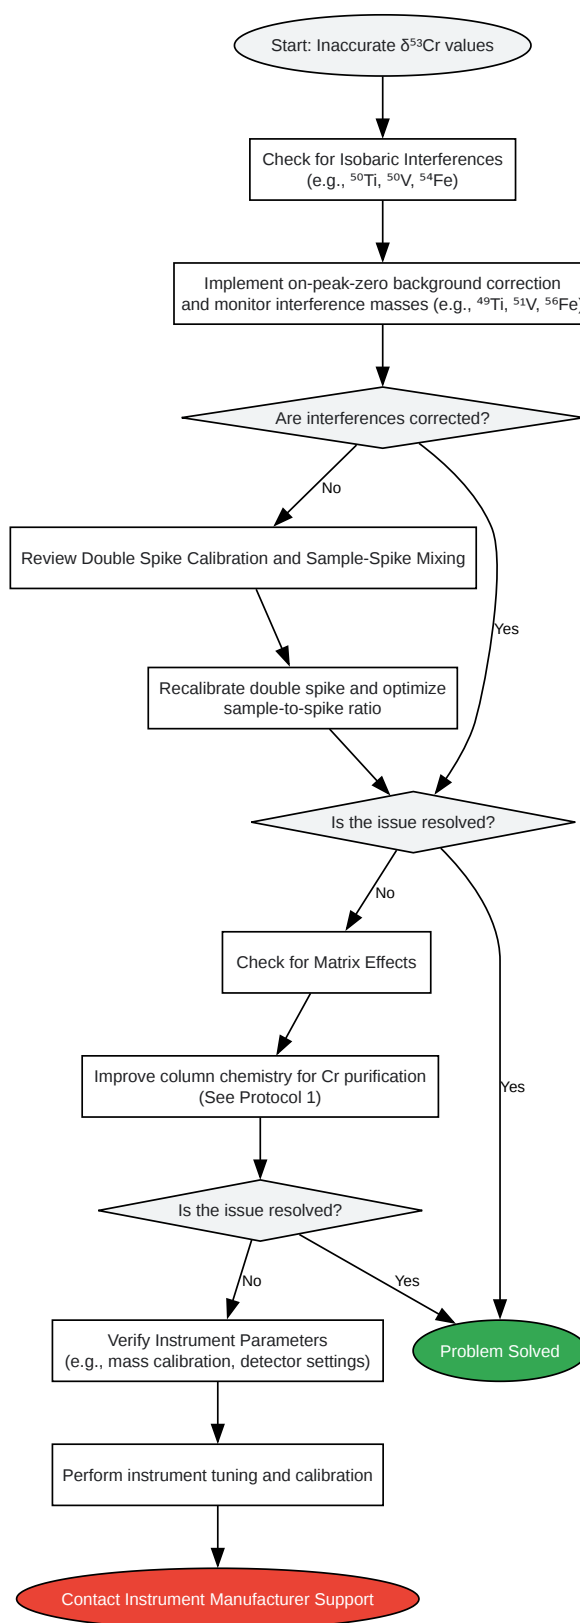 Start: Inaccurate δ⁵³Cr values
Check for Isobaric Interferences
(e.g., ⁵⁰Ti, ⁵⁰V, ⁵⁴Fe)
Implement on-peak-zero background correction
and monitor interference masses (e.g., ⁴⁹Ti, ⁵¹V, ⁵⁶Fe)
Are interferences corrected?
No
Review Double Spike Calibration and Sample-Spike Mixing
Yes
Recalibrate double spike and optimize
sample-to-spike ratio
Is the issue resolved?
No
Check for Matrix Effects
Improve column chemistry for Cr purification
(See Protocol 1)
Yes
Is the issue resolved?
No
Yes
Verify Instrument Parameters
(e.g., mass calibration, detector settings)
Problem Solved
Perform instrument tuning and calibration
Contact Instrument Manufacturer Support